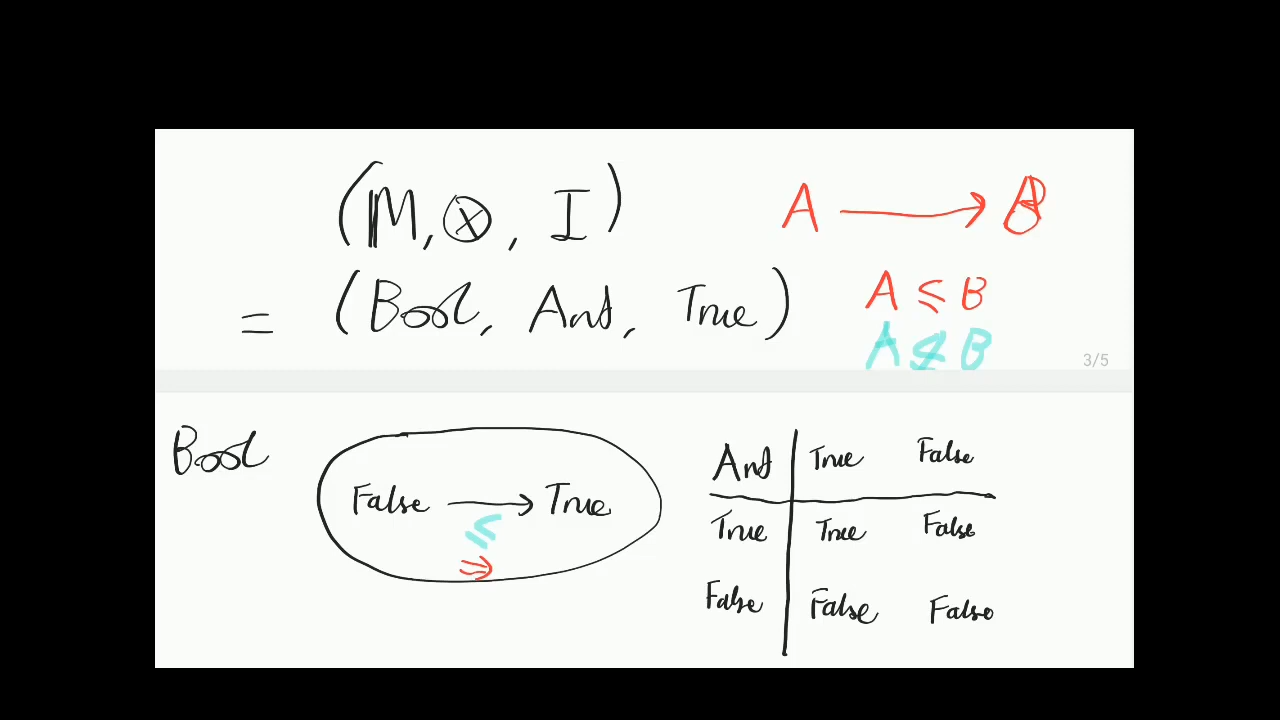 (M, ⊗, I) A → B
= (Bool, And, True) A ≤ B
A ≰ B
3/5
Bool False → True
≤
⇒
And True False
True True False
False False False